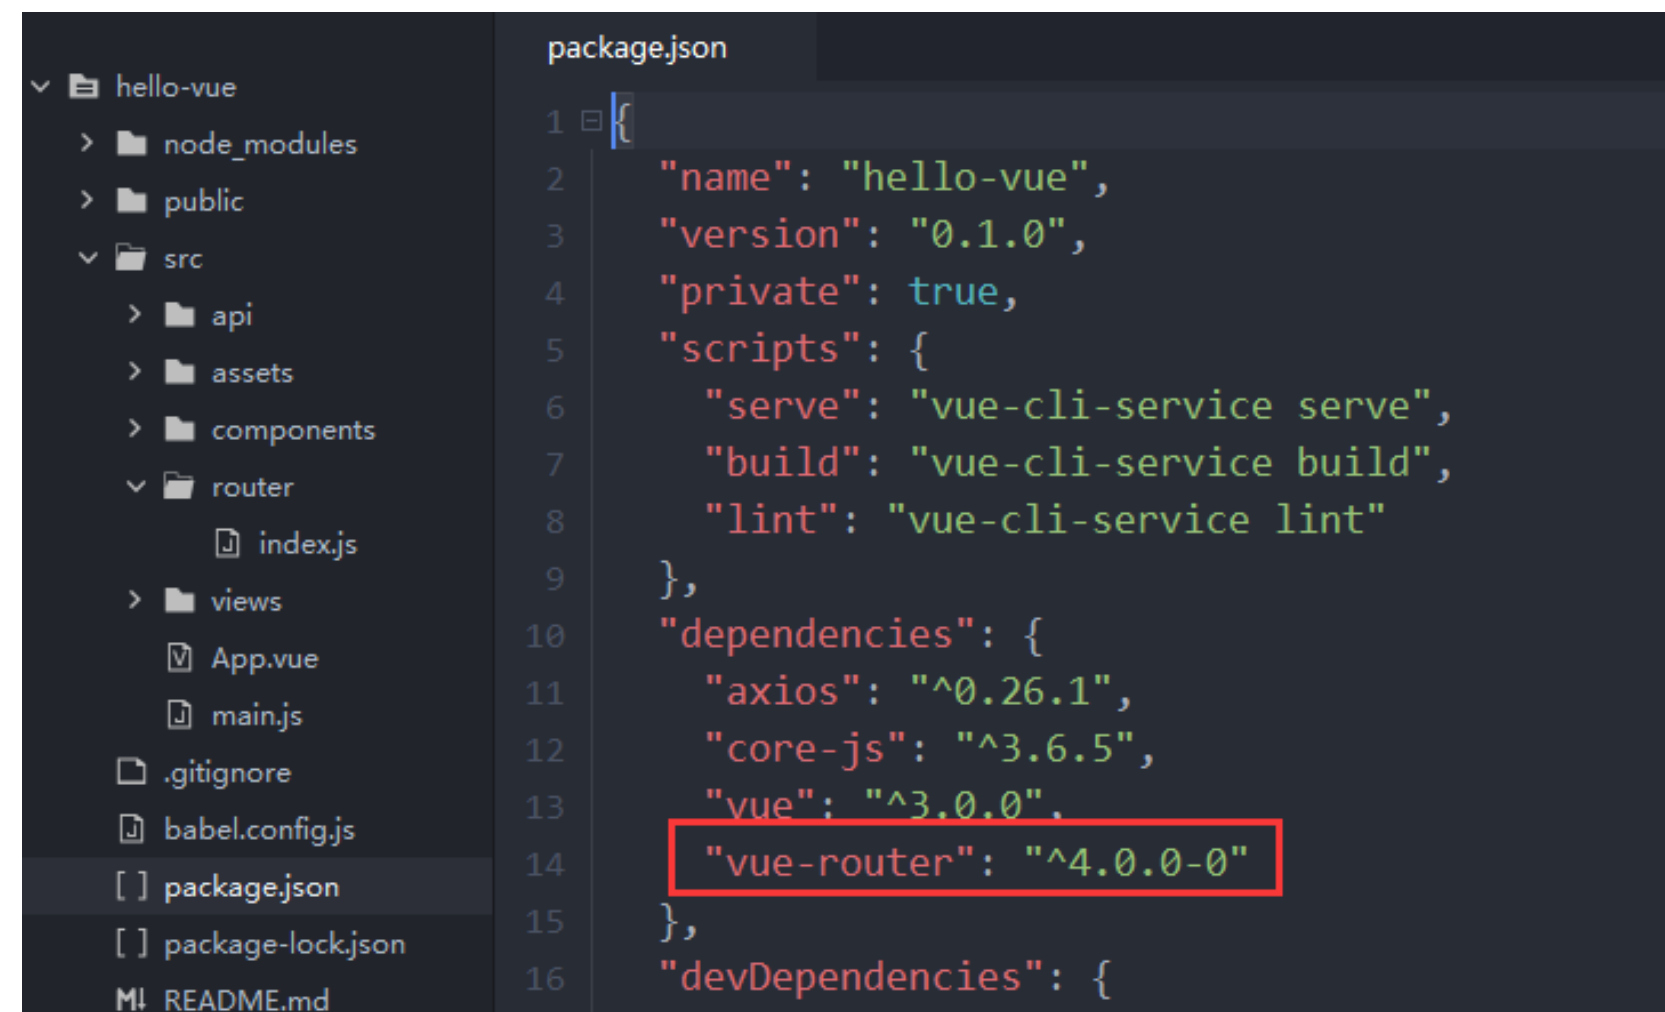 hello-vue
node_modules
public
src
api
assets
components
router
index.js
views
App.vue
main.js
.gitignore
babel.config.js
[ ] package.json
[ ] package-lock.json
M↓ README.md
package.json
1 {
2 "name": "hello-vue",
3 "version": "0.1.0",
4 "private": true,
5 "scripts": {
6 "serve": "vue-cli-service serve",
7 "build": "vue-cli-service build",
8 "lint": "vue-cli-service lint"
9 },
10 "dependencies": {
11 "axios": "^0.26.1",
12 "core-js": "^3.6.5",
13 "vue": "^3.0.0",
14 "vue-router": "^4.0.0-0"
15 },
16 "devDependencies": {